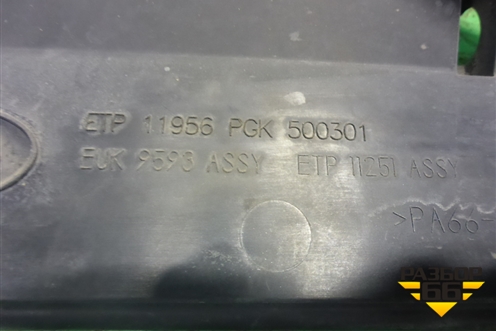 ETP 11956 PGK 500301
EUK 9593 ASSY ETP 11251 ASSY
>PA66-
РАЗБОР
66